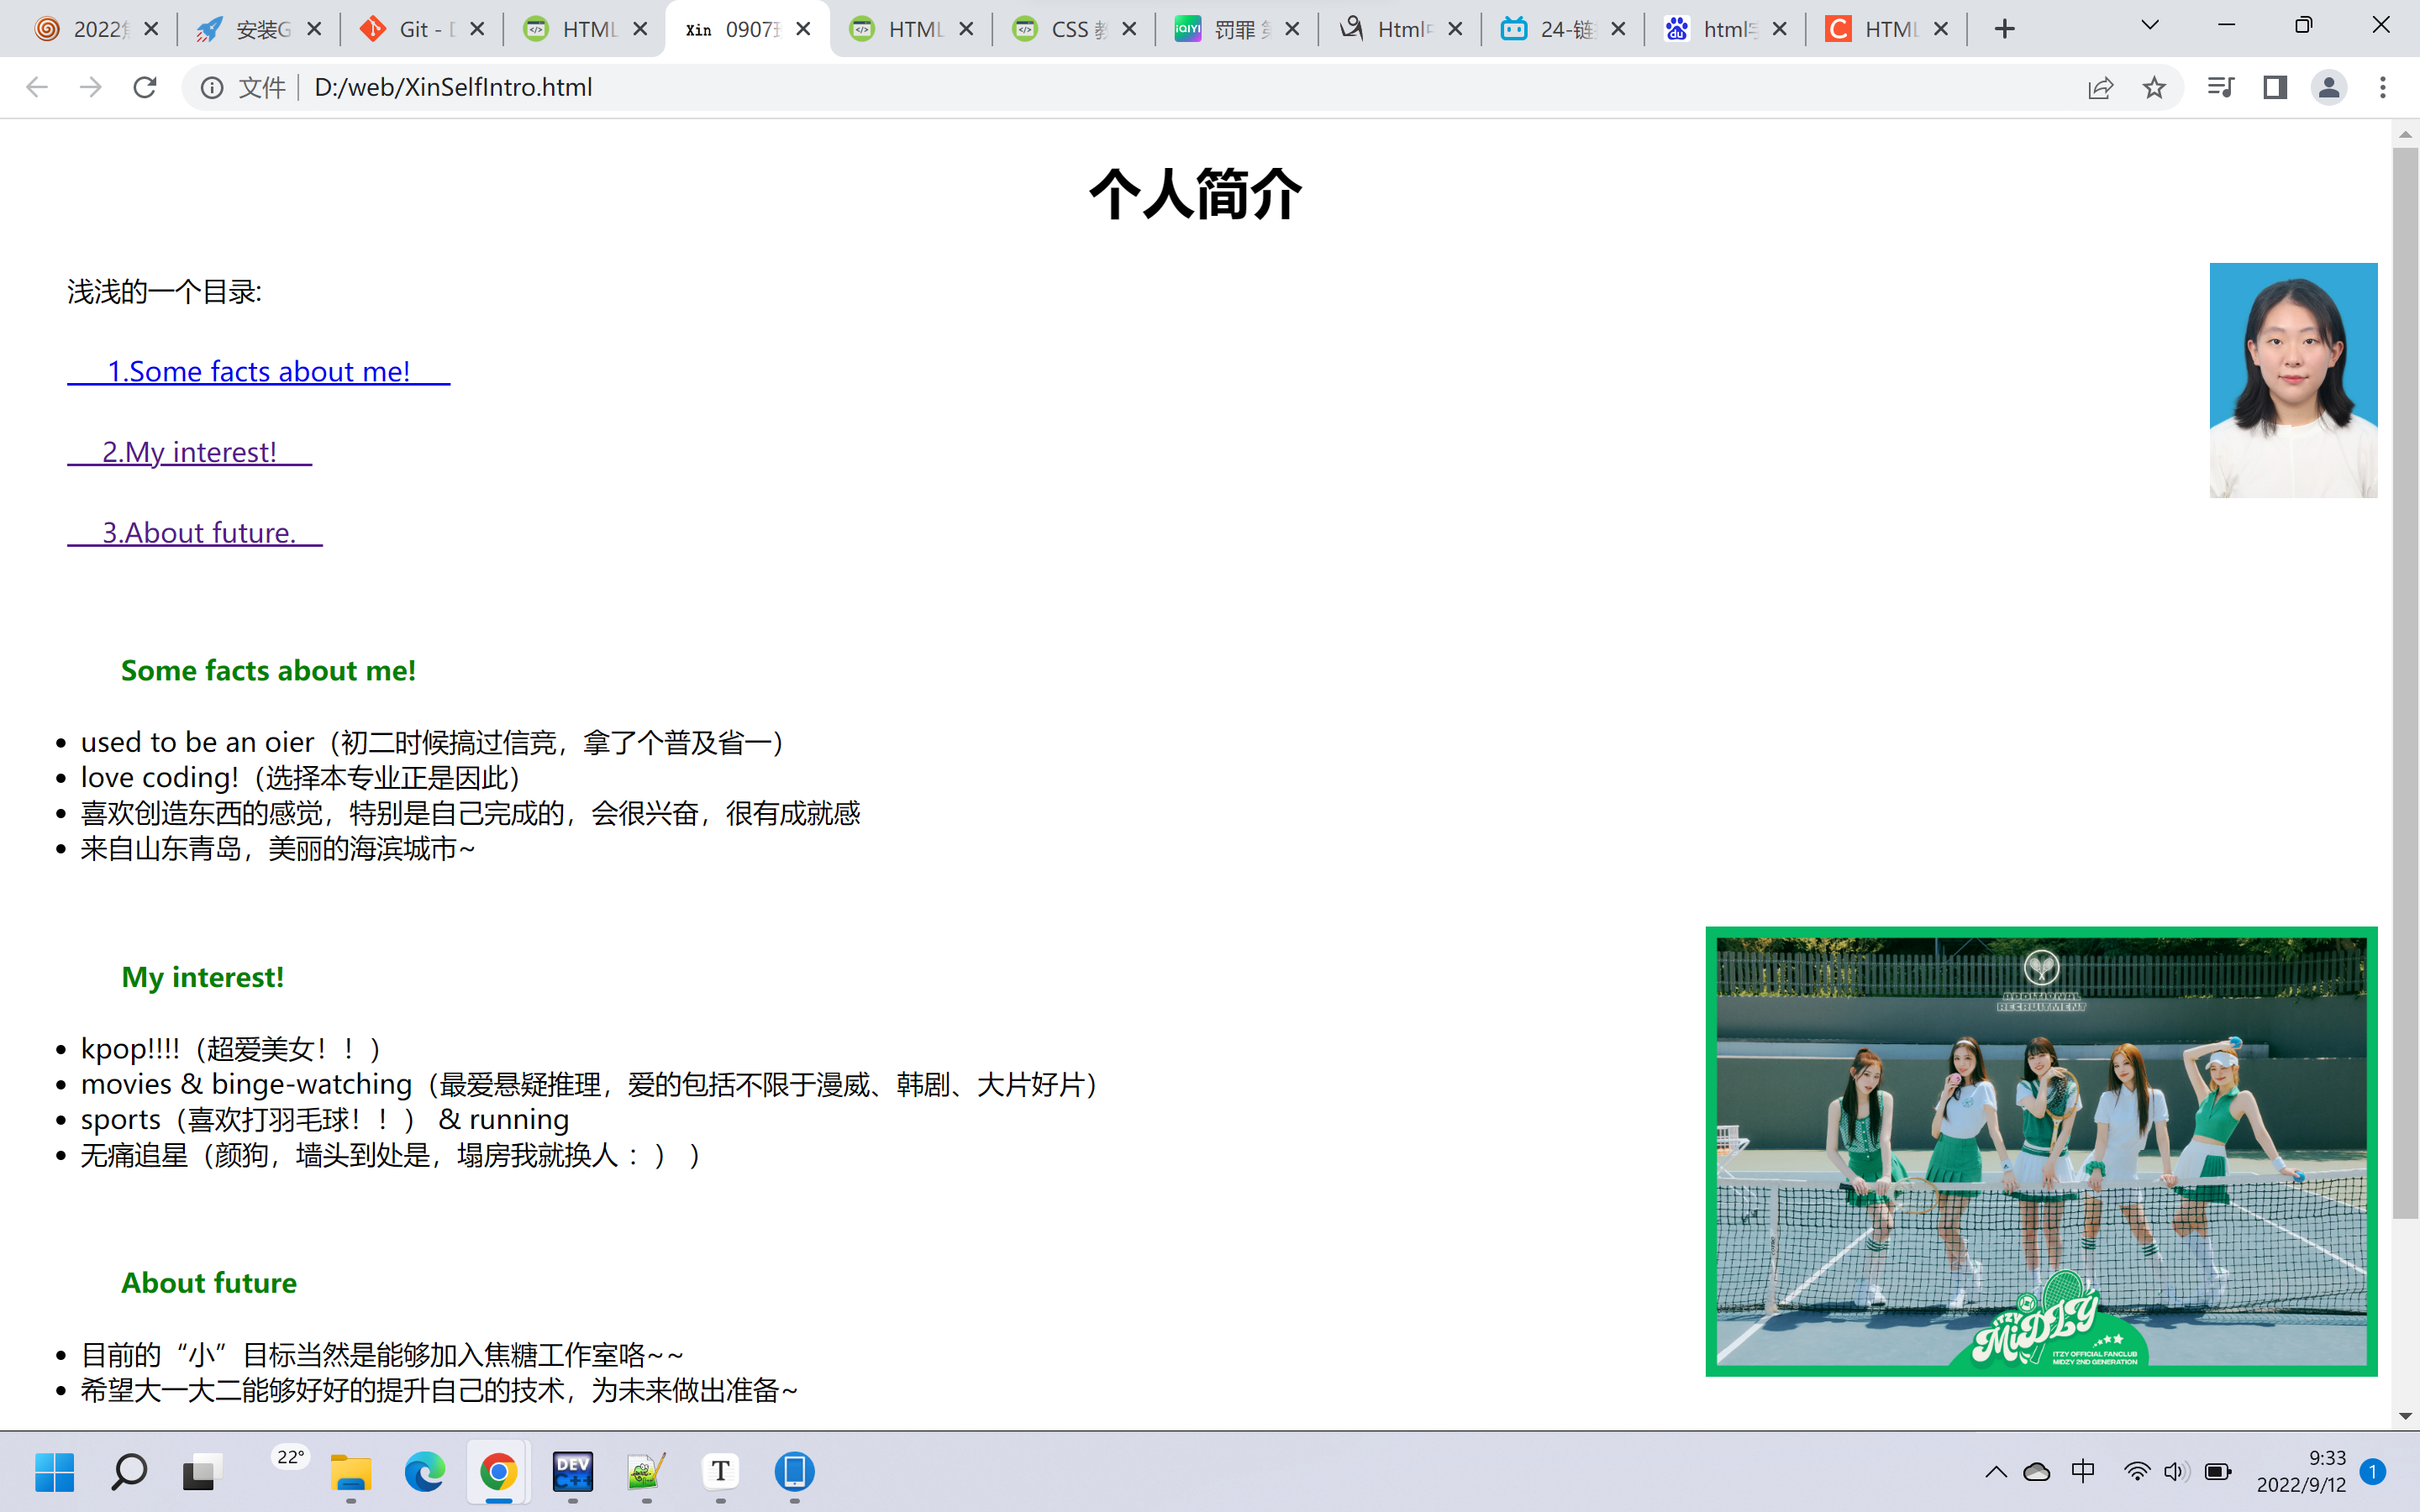 2022
安装G
Git -
HTML
Xin 0907
HTML
CSS 教
iQIYI 罚罪
Html
24-链
html
C HTML
文件 D:/web/XinSelfIntro.html
个人简介
浅浅的一个目录:
1.Some facts about me!
2.My interest!
3.About future.
Some facts about me!
used to be an oier（初二时候搞过信竞，拿了个普及省一）
love coding!（选择本专业正是因此）
喜欢创造东西的感觉，特别是自己完成的，会很兴奋，很有成就感
来自山东青岛，美丽的海滨城市~
My interest!
kpop!!!!（超爱美女！！）
movies & binge-watching（最爱悬疑推理，爱的包括不限于漫威、韩剧、大片好片）
sports（喜欢打羽毛球！！） & running
无痛追星（颜狗，墙头到处是，塌房我就换人 :））
ADDITIONAL
RECRUITMENT
ITZY
MiDZY
ITZY OFFICIAL FANCLUB
MIDZY 2ND GENERATION
About future
目前的“小”目标当然是能够加入焦糖工作室咯~~
希望大一大二能够好好的提升自己的技术，为未来做出准备~
22°
DEV
C++
T
中
9:33
2022/9/12
1